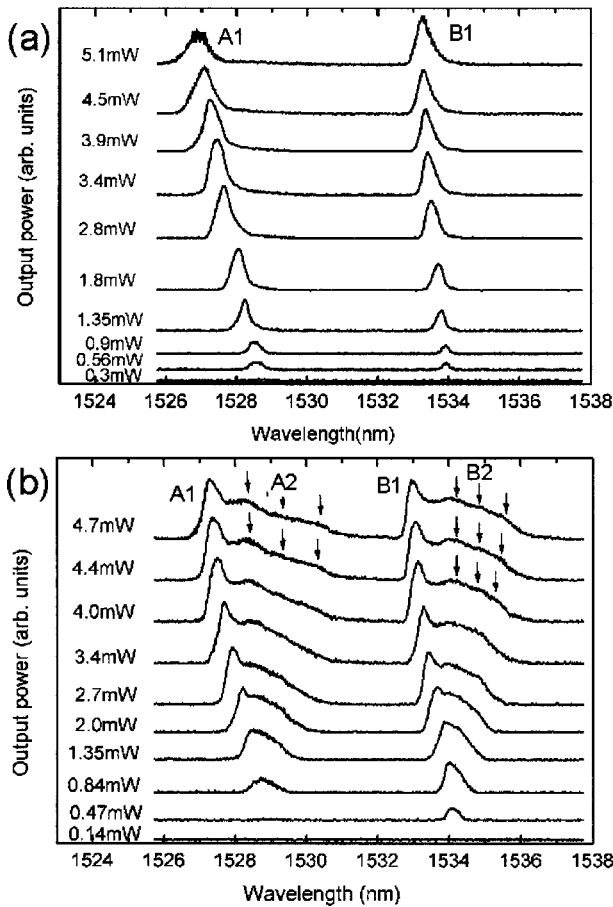 (a)
A1
B1
5.1mW
4.5mW
3.9mW
3.4mW
2.8mW
1.8mW
1.35mW
0.9mW
0.56mW
0.3mW
Output power (arb. units)
1524 1526 1528 1530 1532 1534 1536 1538
Wavelength(nm)
(b)
A1 A2 B1 B2
4.7mW
4.4mW
4.0mW
3.4mW
2.7mW
2.0mW
1.35mW
0.84mW
0.47mW
0.14mW
Output power (arb. units)
1524 1526 1528 1530 1532 1534 1536 1538
Wavelength (nm)